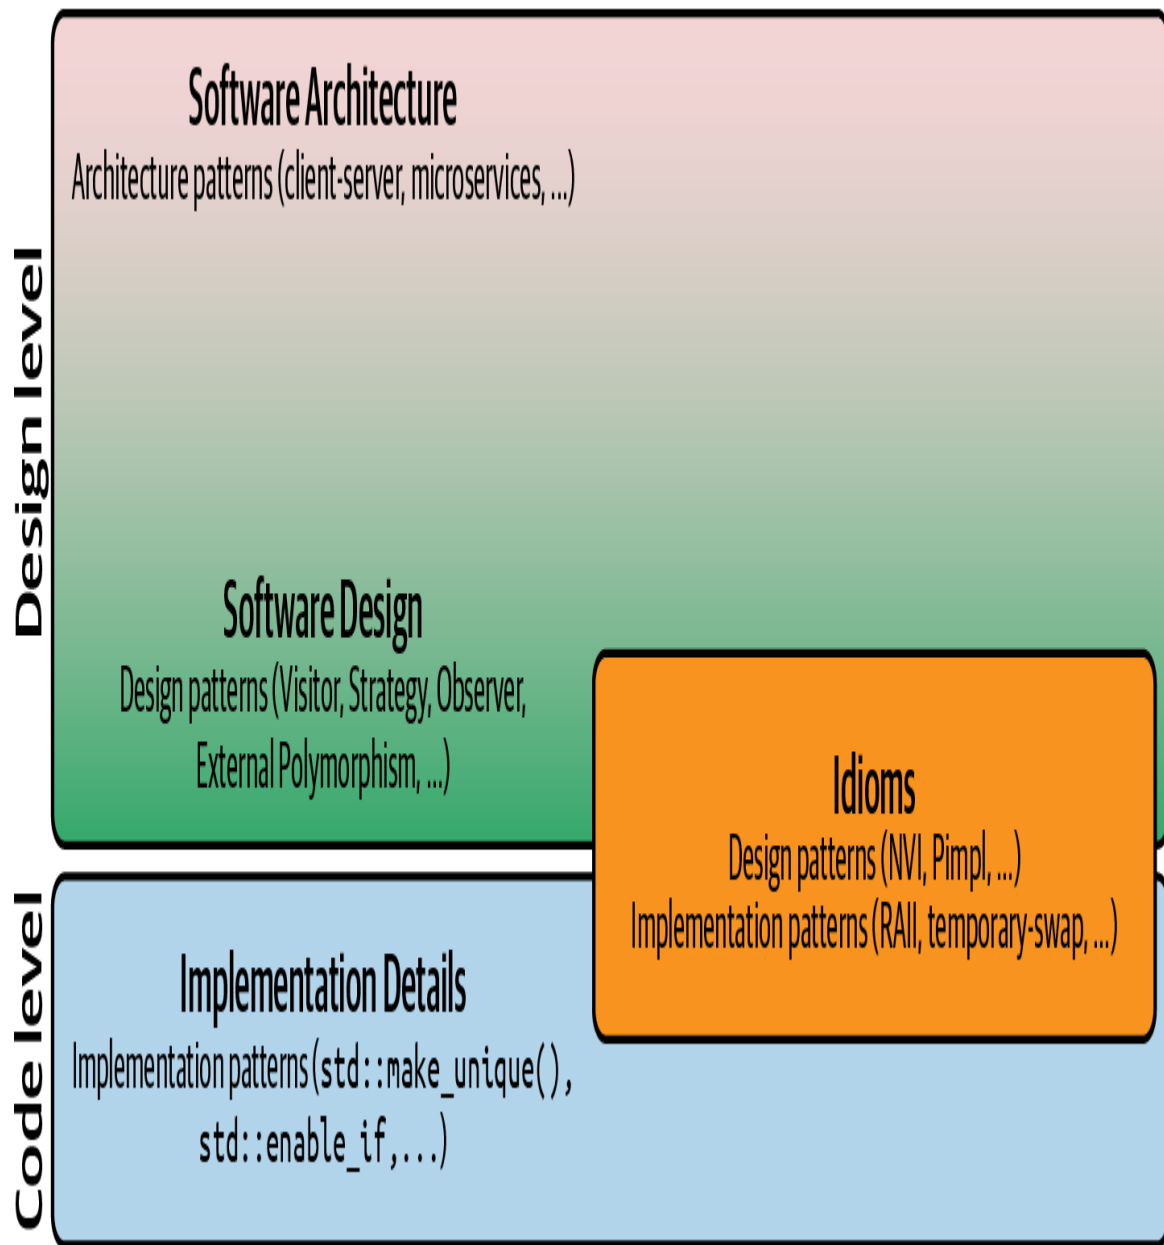 Software Architecture
Architecture patterns (client-server, microservices, ...)
Design level
Software Design
Design patterns (Visitor, Strategy, Observer,
External Polymorphism, ...)
Idioms
Design patterns (NVI, Pimpl, ...)
Implementation patterns (RAII, temporary-swap, ...)
Code level
Implementation Details
Implementation patterns (std::make_unique(),
std::enable_if,...)